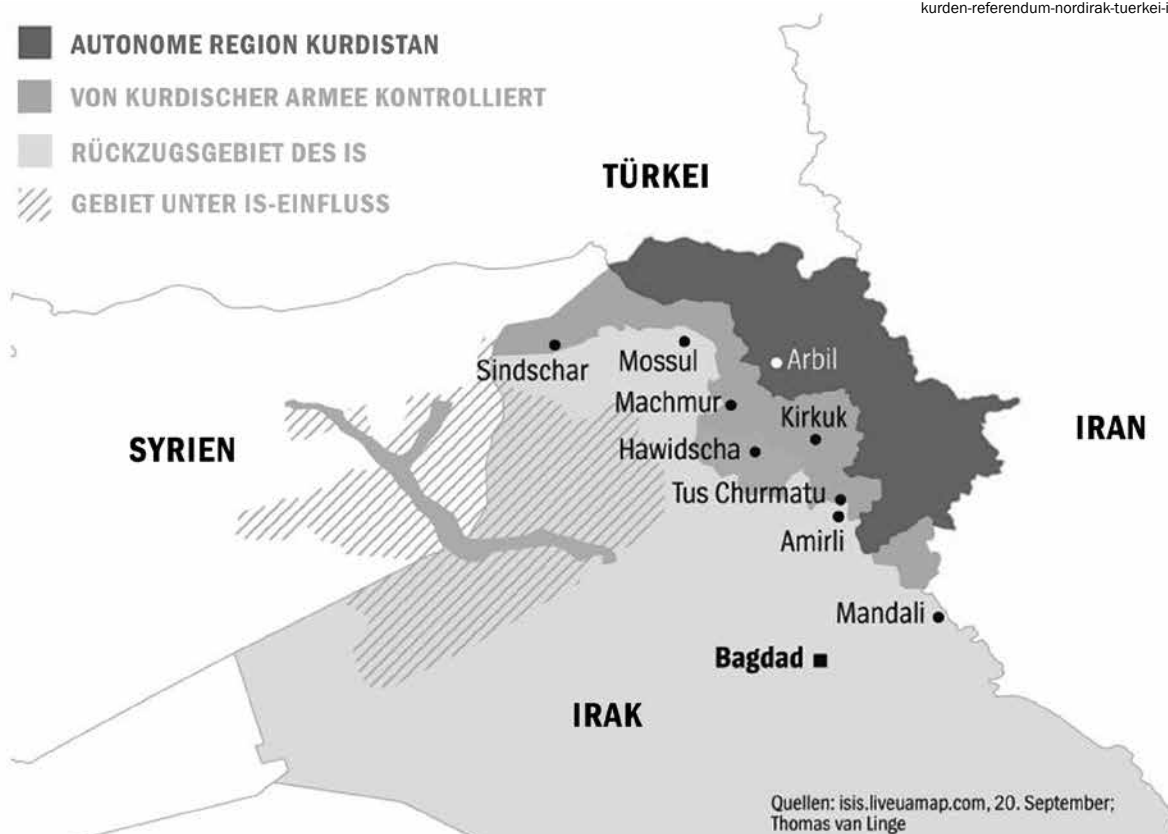 kurden-referendum-nordirak-tuerkei-i
AUTONOME REGION KURDISTAN
VON KURDISCHER ARMEE KONTROLLIERT
RÜCKZUGSGEBIET DES IS
GEBIET UNTER IS-EINFLUSS
TÜRKEI
Sindschar
Mossul
Arbil
Machmur
Kirkuk
SYRIEN
IRAN
Hawidscha
Tus Churmatu
Amirli
Mandali
Bagdad
IRAK
Quellen: isis.liveuamap.com, 20. September;
Thomas van Linge